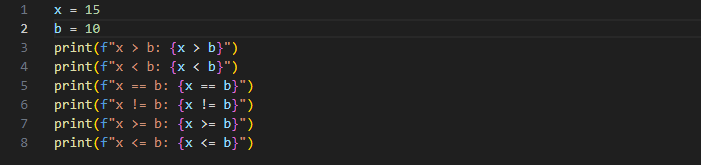 1 x = 15
2 b = 10
3 print(f"x > b: {x > b}")
4 print(f"x < b: {x < b}")
5 print(f"x == b: {x == b}")
6 print(f"x != b: {x != b}")
7 print(f"x >= b: {x >= b}")
8 print(f"x <= b: {x <= b}")